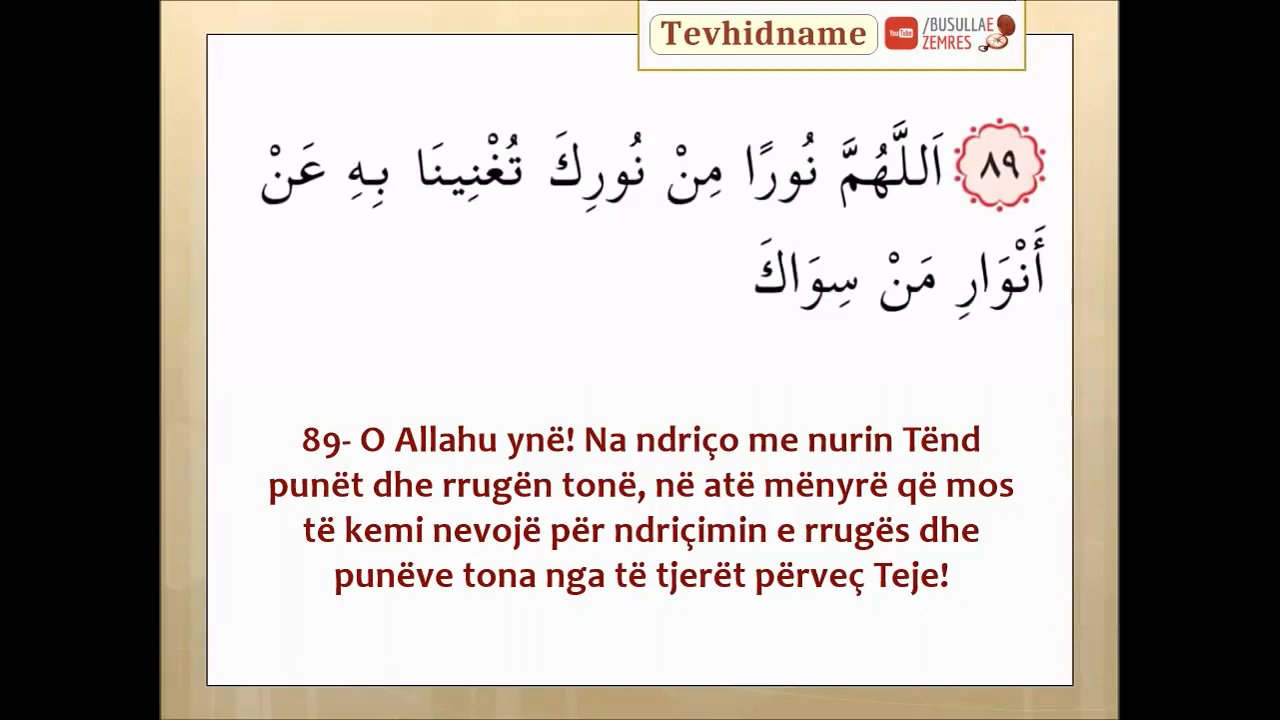 Tevhidname
YouTube
/BUSULLAE
ZEMRES
٨٩ اَللَّهُمَّ نُورًا مِنْ نُورِكَ تُغْنِينَا بِهِ عَنْ
أَنْوَارِ مَنْ سِوَاكَ
89- O Allahu ynë! Na ndriço me nurin Tënd
punët dhe rrugën tonë, në atë mënyrë që mos
të kemi nevojë për ndriçimin e rrugës dhe
punëve tona nga të tjerët përveç Teje!